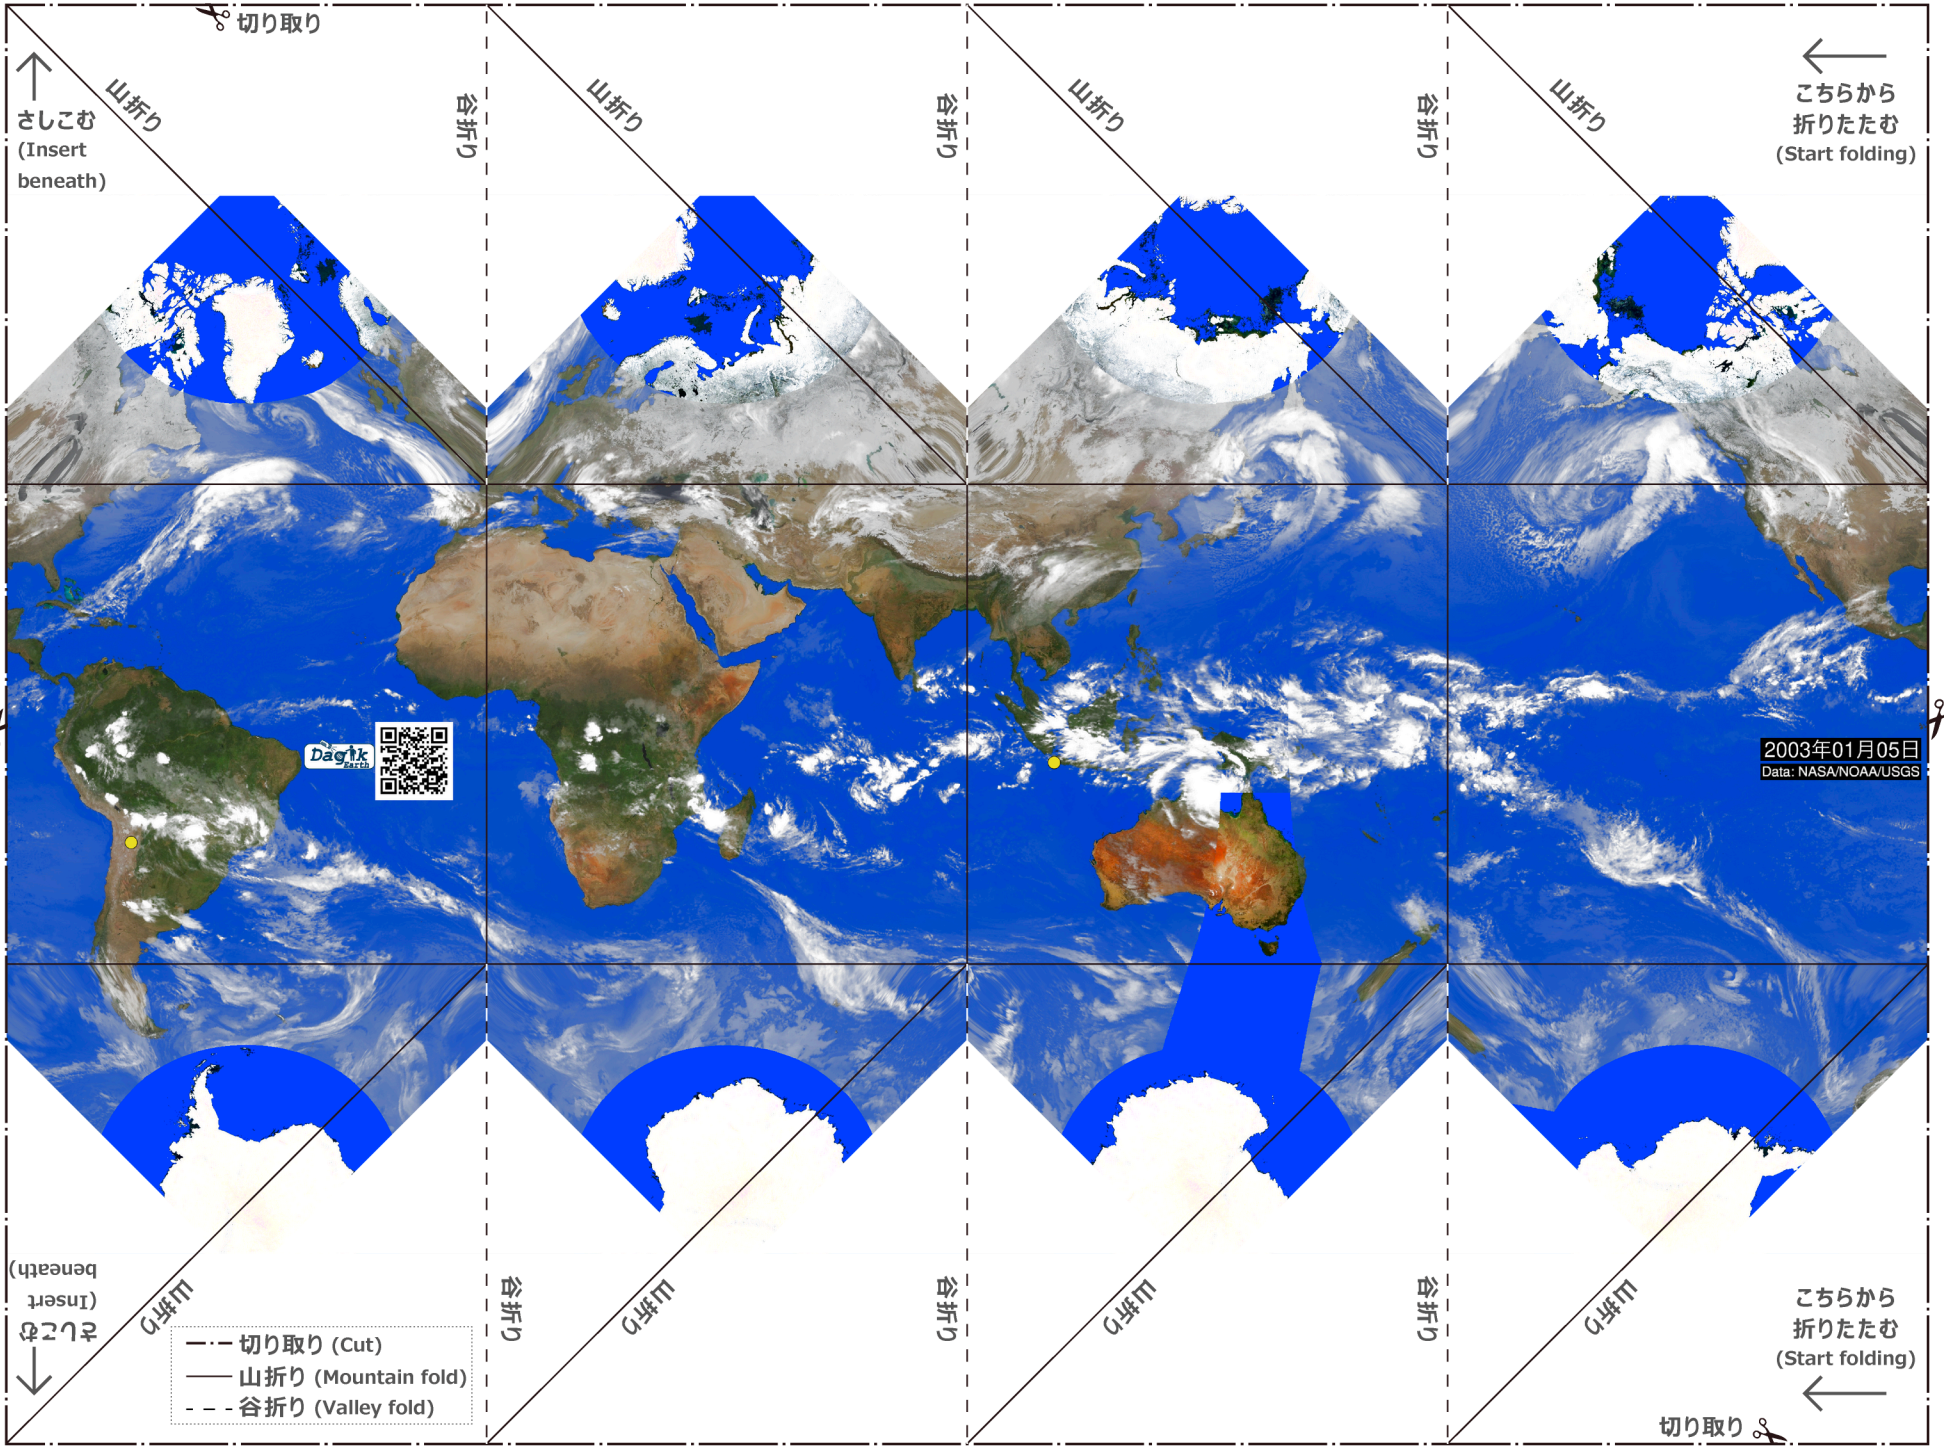 切り取り
山折り
谷折り
山折り
谷折り
山折り
谷折り
山折り
さしこむ
(Insert
beneath)
こちらから
折りたたむ
(Start folding)
Dagik
Earth
2003年01月05日
Data: NASA/NOAA/USGS
さしこむ
(Insert
beneath)
山折り
谷折り
山折り
谷折り
山折り
谷折り
山折り
こちらから
折りたたむ
(Start folding)
切り取り (Cut)
山折り (Mountain fold)
谷折り (Valley fold)
切り取り